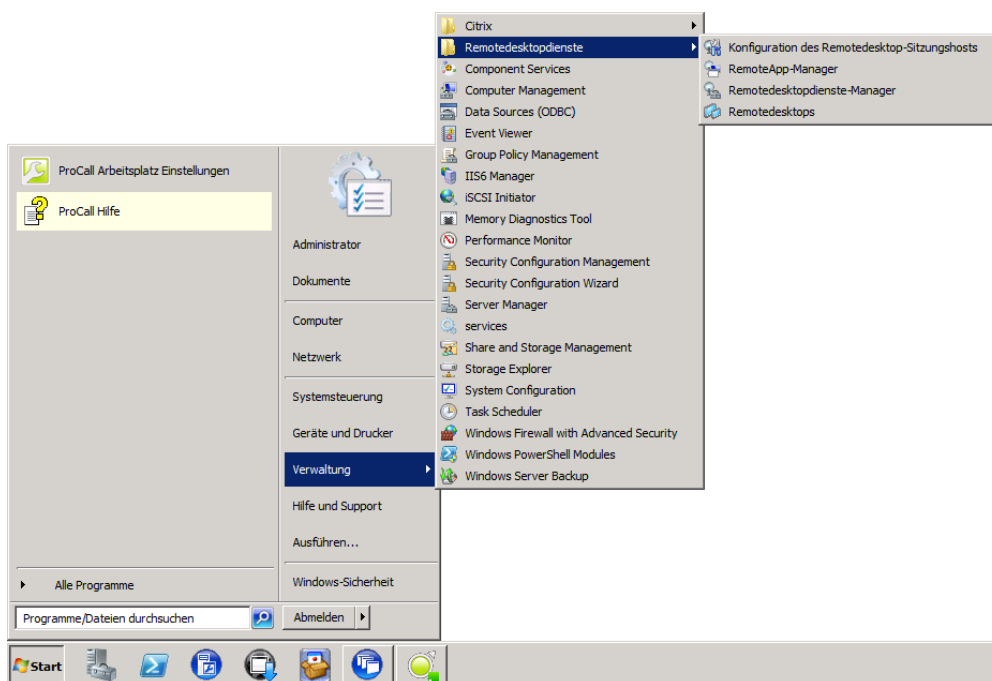 ProCall Arbeitsplatz Einstellungen
ProCall Hilfe
Alle Programme
Programme/Dateien durchsuchen
Administrator
Dokumente
Computer
Netzwerk
Systemsteuerung
Geräte und Drucker
Verwaltung
Hilfe und Support
Ausführen...
Windows-Sicherheit
Abmelden
Citrix
Remotedesktopdienste
Component Services
Computer Management
Data Sources (ODBC)
Event Viewer
Group Policy Management
IIS6 Manager
iSCSI Initiator
Memory Diagnostics Tool
Performance Monitor
Security Configuration Management
Security Configuration Wizard
Server Manager
services
Share and Storage Management
Storage Explorer
System Configuration
Task Scheduler
Windows Firewall with Advanced Security
Windows PowerShell Modules
Windows Server Backup
Konfiguration des Remotedesktop-Sitzungshosts
RemoteApp-Manager
Remotedesktopdienste-Manager
Remotedesktops
Start